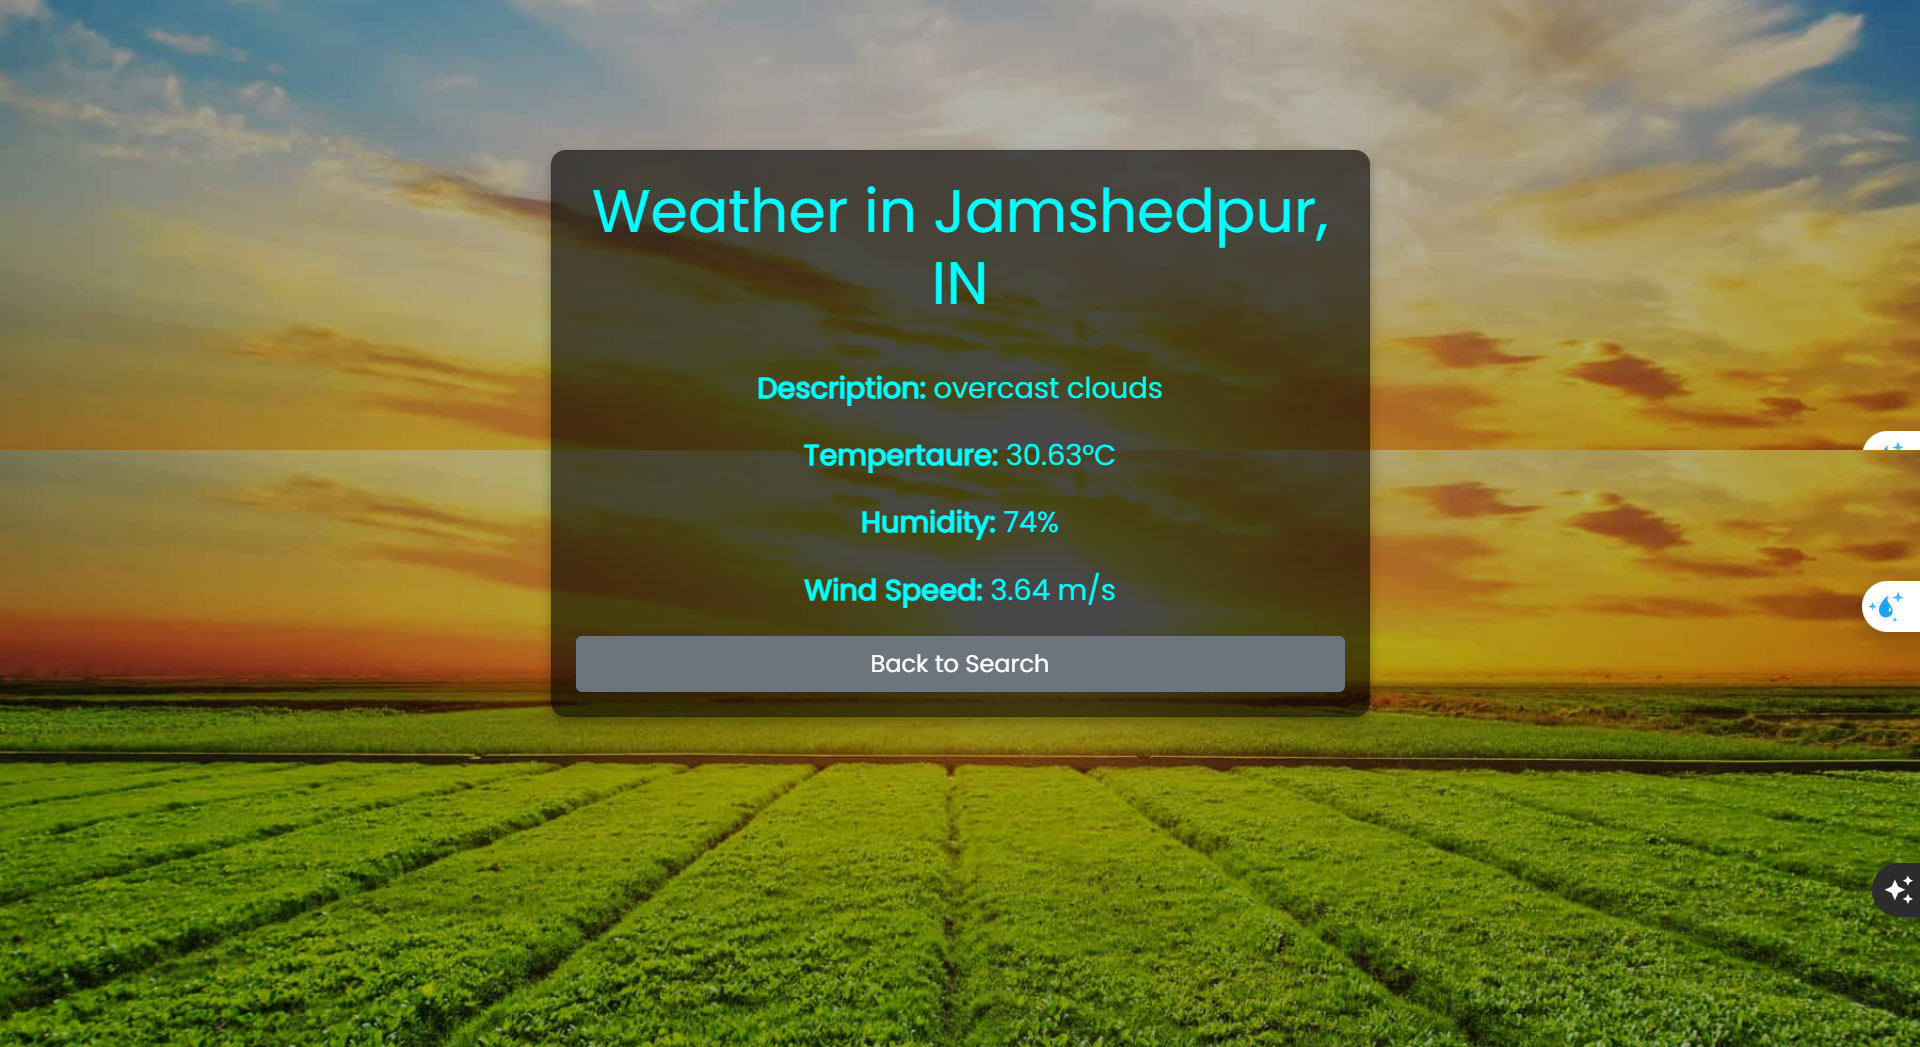 Weather in Jamshedpur,
IN
Description: overcast clouds
Tempertaure: 30.63°C
Humidity: 74%
Wind Speed: 3.64 m/s
Back to Search